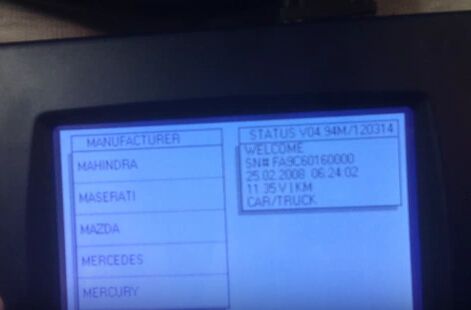 MANUFACTURER
MAHINDRA
MASERATI
MAZDA
MERCEDES
MERCURY
STATUS V04.94M/120314
WELCOME
SN# FA9C60160000
25.02.2008 06:24:02
11.35 V | KM
CAR/TRUCK